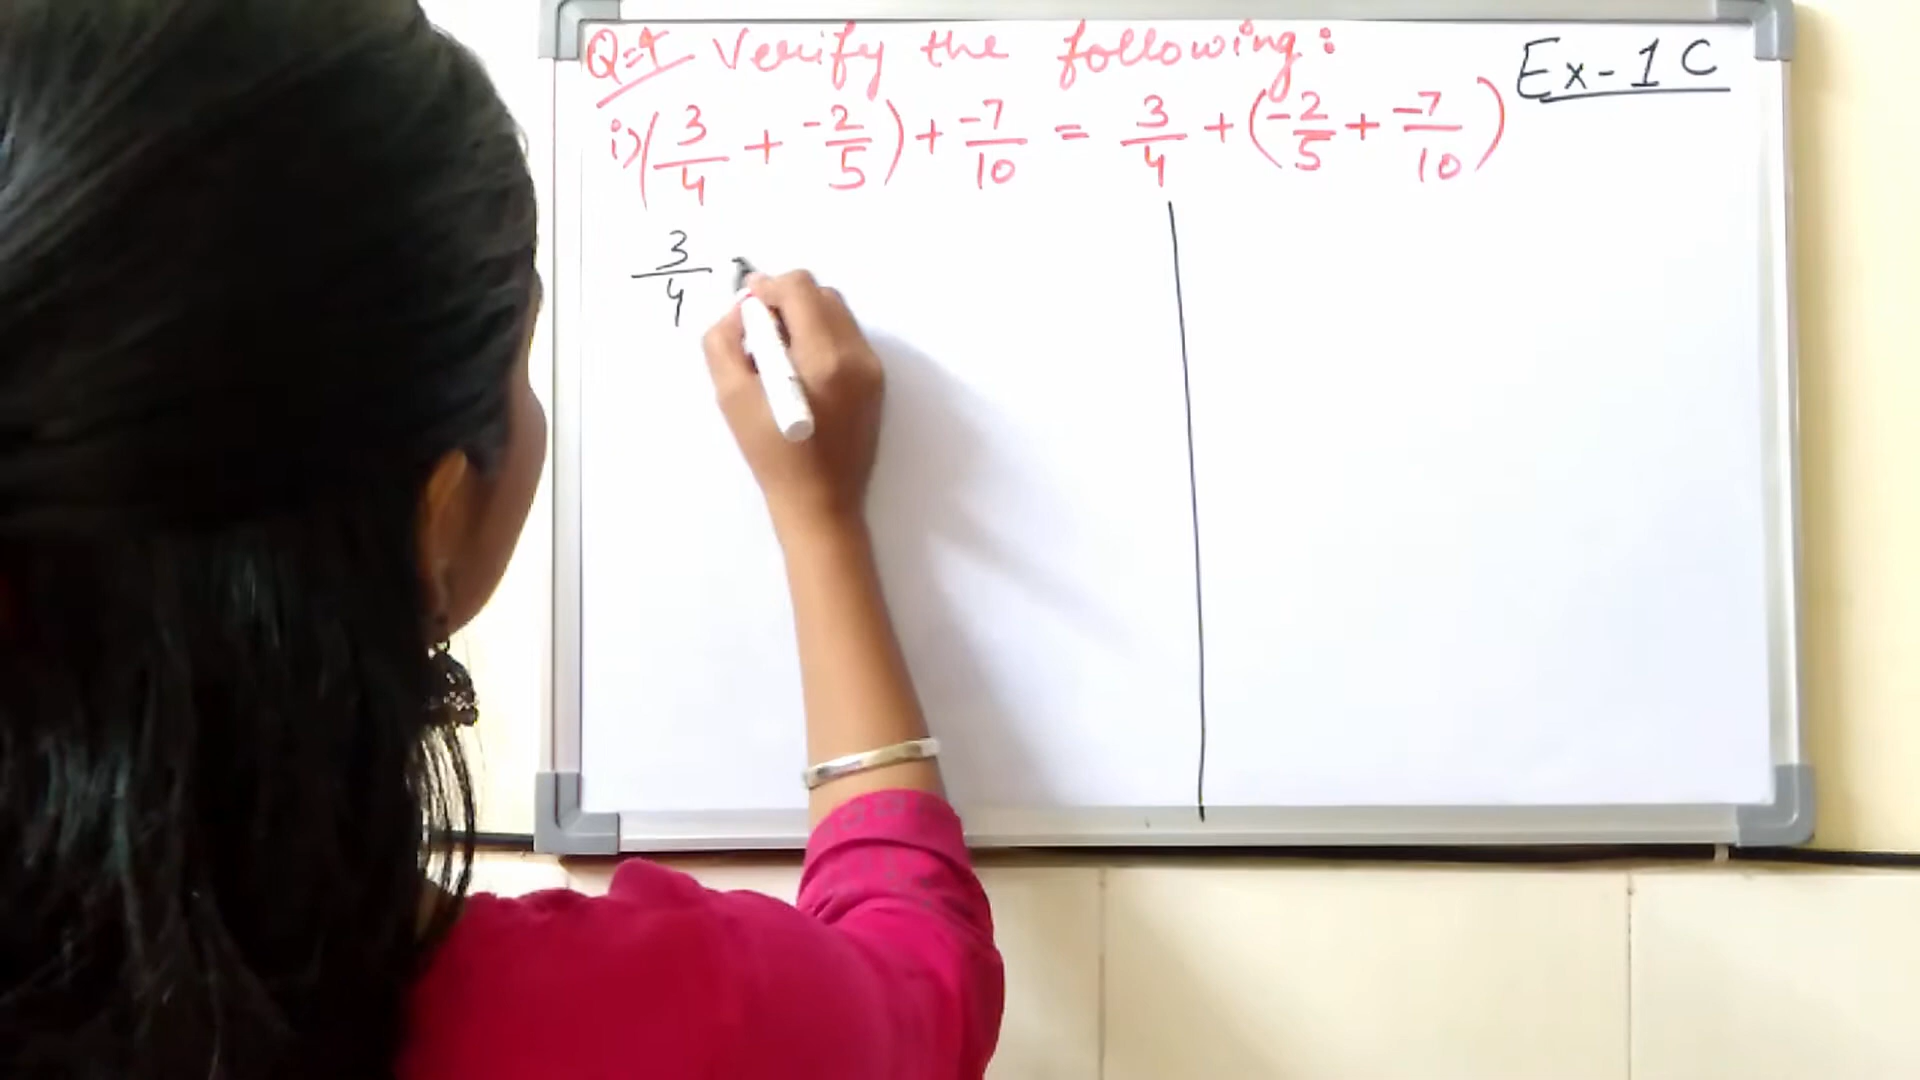 Q=4 Verify the following:
Ex-1C
i) (3/4 + -2/5) + -7/10 = 3/4 + (-2/5 + -7/10)
3/4 -